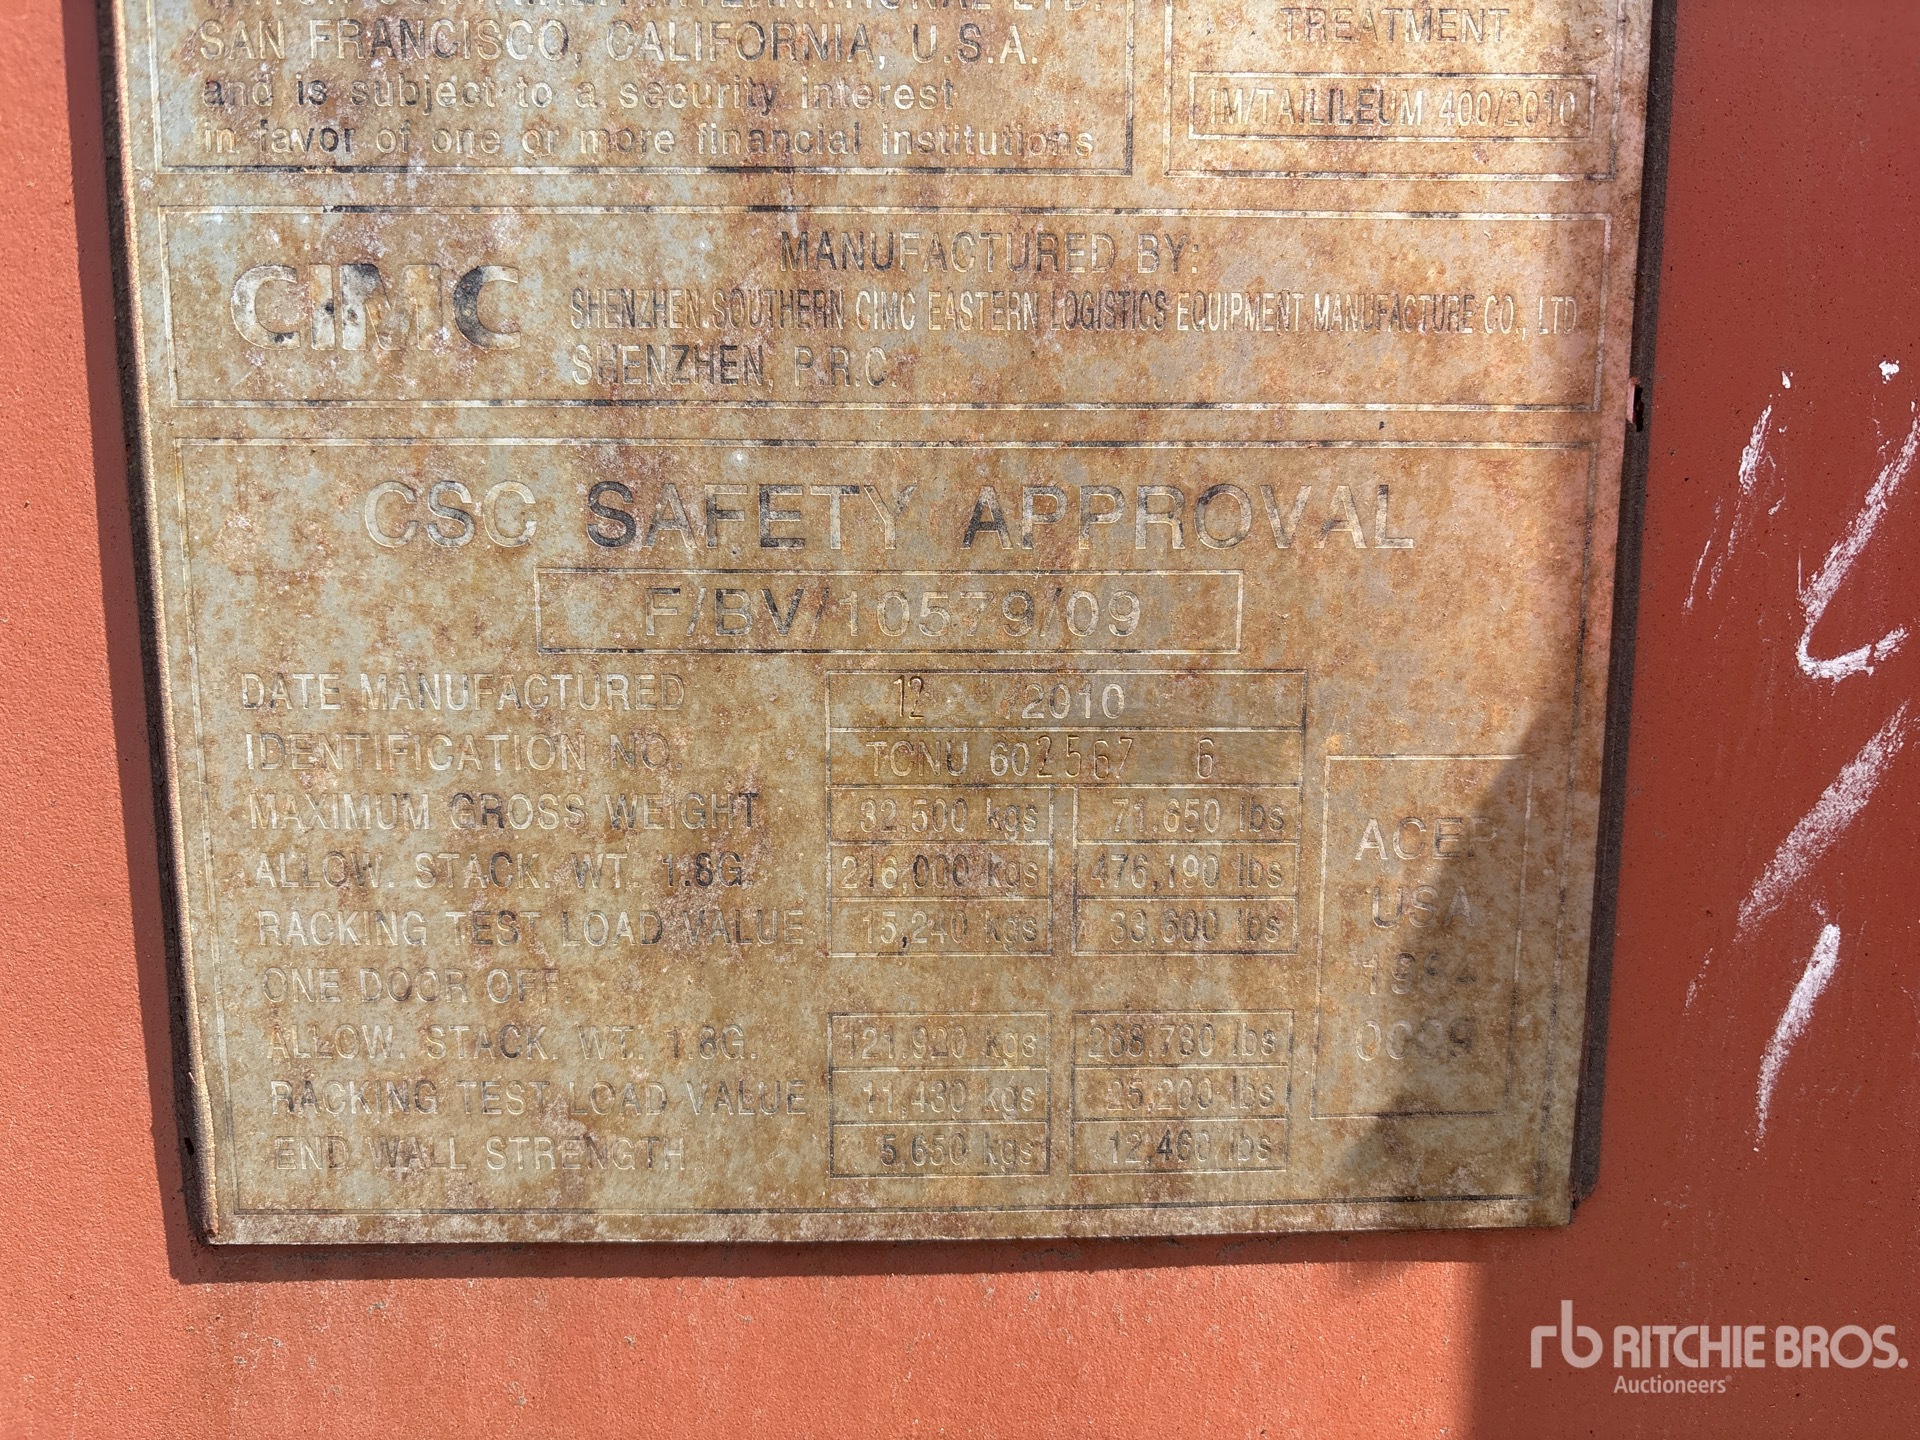 INTERNATIONAL LTD.
SAN FRANCISCO, CALIFORNIA, U.S.A.
and is subject to a security interest
in favor of one or more financial institutions
TREATMENT
IM/TAILILEUM 400/2010
CIMC
MANUFACTURED BY:
SHENZHEN SOUTHERN CIMC EASTERN LOGISTICS EQUIPMENT MANUFACTURE CO., LTD
SHENZHEN, P.R.C.
CSC SAFETY APPROVAL
F/BV/10579/09
DATE MANUFACTURED 12 / 2010
IDENTIFICATION NO. TCNU 602567 6
MAXIMUM GROSS WEIGHT 32,500 kgs 71,650 lbs
ALLOW. STACK. WT. 1.8G. 216,000 kgs 476,190 lbs
RACKING TEST LOAD VALUE 15,240 kgs 33,600 lbs
ONE DOOR OFF:
ALLOW. STACK. WT. 1.8G. 121,920 kgs 268,780 lbs
RACKING TEST LOAD VALUE 11,430 kgs 25,200 lbs
END WALL STRENGTH 5,650 kgs 12,460 lbs
ACEP
USA
rb RITCHIE BROS.
Auctioneers